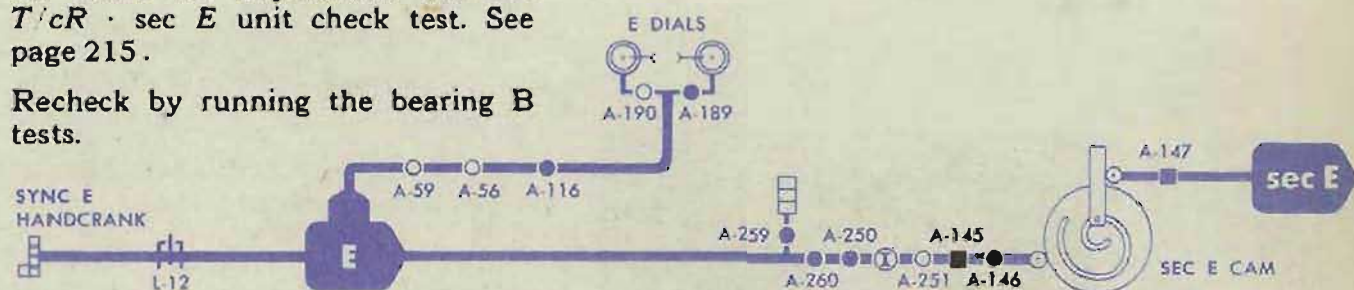 T/cR · sec E unit check test. See
page 215.
Recheck by running the bearing B
tests.
E DIALS
A-190 A-189
A-59 A-56 A-116
SYNC E
HANDCRANK
L-12
E
A-259 A-250 A-145
A-260 A-251 A-146
A-147
sec E
SEC E CAM